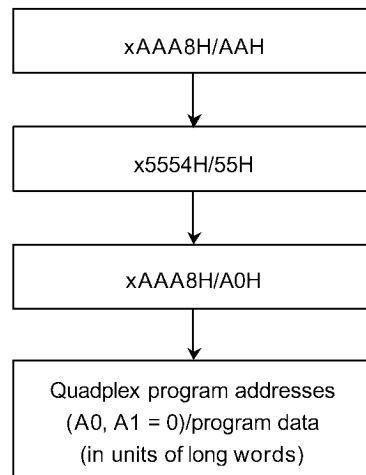 xAAA8H/AAH
x5554H/55H
xAAA8H/A0H
Quadplex program addresses
(A0, A1 = 0)/program data
(in units of long words)